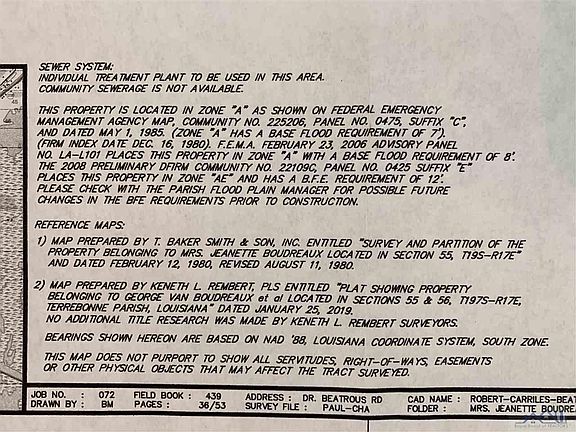 SEWER SYSTEM:
INDIVIDUAL TREATMENT PLANT TO BE USED IN THIS AREA.
COMMUNITY SEWERAGE IS NOT AVAILABLE.
THIS PROPERTY IS LOCATED IN ZONE "A" AS SHOWN ON FEDERAL EMERGENCY
MANAGEMENT AGENCY MAP, COMMUNITY NO. 225206, PANEL NO. 0475, SUFFIX "C",
AND DATED MAY 1, 1985. (ZONE "A" HAS A BASE FLOOD REQUIREMENT OF 7').
(FIRM INDEX DATE DEC. 16, 1980). F.E.M.A. FEBRUARY 23, 2006 ADVISORY PANEL
NO. LA-L101 PLACES THIS PROPERTY IN ZONE "A" WITH A BASE FLOOD REQUIREMENT OF 8'.
THE 2008 PRELIMINARY DFIRM COMMUNITY NO. 22109C, PANEL NO. 0425 SUFFIX "E"
PLACES THIS PROPERTY IN ZONE "AE" AND HAS A B.F.E. REQUIREMENT OF 12'.
PLEASE CHECK WITH THE PARISH FLOOD PLAIN MANAGER FOR POSSIBLE FUTURE
CHANGES IN THE BFE REQUIREMENTS PRIOR TO CONSTRUCTION.
REFERENCE MAPS:
1) MAP PREPARED BY T. BAKER SMITH & SON, INC. ENTITLED "SURVEY AND PARTITION OF THE
PROPERTY BELONGING TO MRS. JEANETTE BOUDREAUX LOCATED IN SECTION 55, T19S-R17E"
AND DATED FEBRUARY 12, 1980, REVISED AUGUST 11, 1980.
2) MAP PREPARED BY KENETH L. REMBERT, PLS ENTITLED "PLAT SHOWING PROPERTY
BELONGING TO GEORGE VAN BOUDREAUX et al LOCATED IN SECTIONS 55 & 56, T197S-R17E,
TERREBONNE PARISH, LOUISIANA" DATED JANUARY 25, 2019.
NO ADDITIONAL TITLE RESEARCH WAS MADE BY KENETH L. REMBERT SURVEYORS.
BEARINGS SHOWN HEREON ARE BASED ON NAD '88, LOUISIANA COORDINATE SYSTEM, SOUTH ZONE.
THIS MAP DOES NOT PURPORT TO SHOW ALL SERVITUDES, RIGHT-OF-WAYS, EASEMENTS
OR OTHER PHYSICAL OBJECTS THAT MAY AFFECT THE TRACT SURVEYED.
JOB NO. : 072 FIELD BOOK : 439 ADDRESS : DR. BEATROUS RD CAD NAME : ROBERT-CARRILES-BEAT
DRAWN BY : BM PAGES : 36/53 SURVEY FILE : PAUL-CHA FOLDER : MRS. JEANETTE BOUDRE